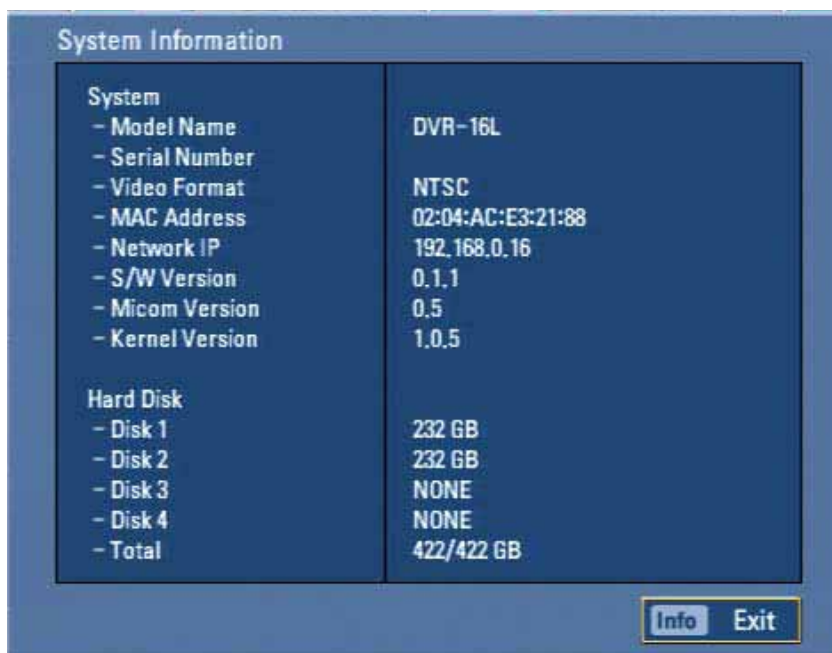 System Information
System
- Model Name DVR-16L
- Serial Number
- Video Format NTSC
- MAC Address 02:04:AC:E3:21:88
- Network IP 192.168.0.16
- S/W Version 0.1.1
- Micom Version 0.5
- Kernel Version 1.0.5
Hard Disk
- Disk 1 232 GB
- Disk 2 232 GB
- Disk 3 NONE
- Disk 4 NONE
- Total 422/422 GB
Info Exit